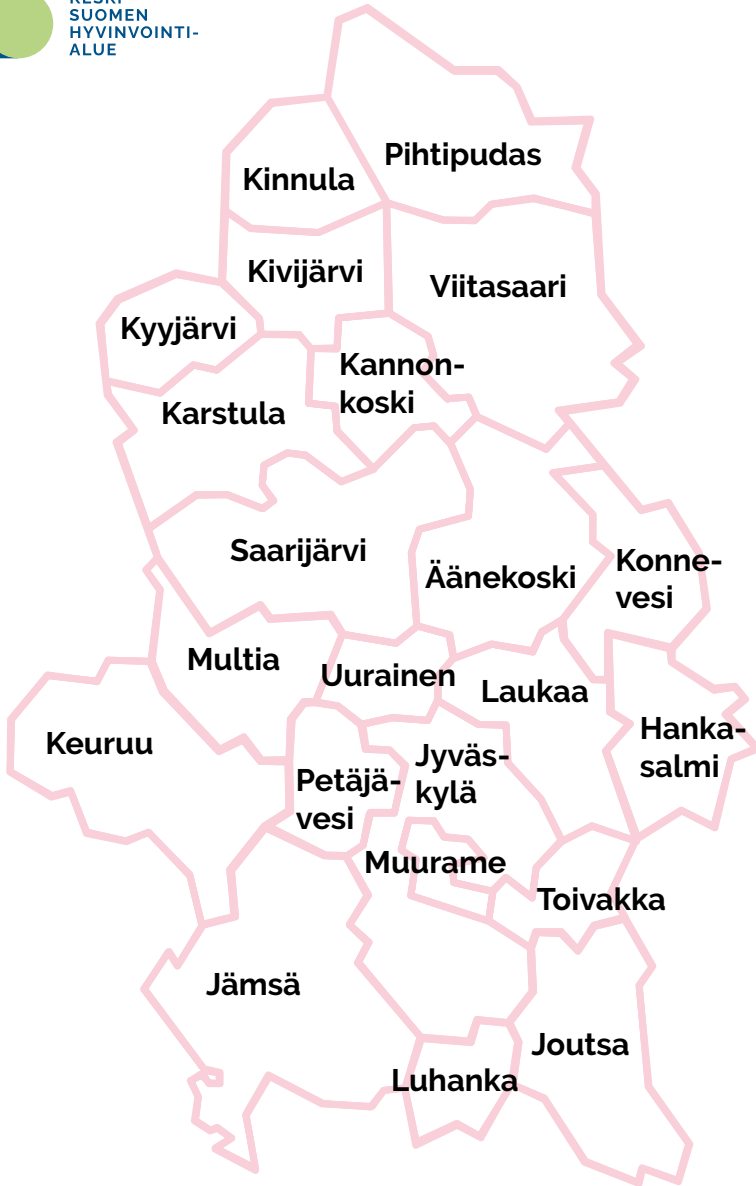 KESKI-
SUOMEN
HYVINVOINTI-
ALUE
Pihtipudas
Kinnula
Kivijärvi
Viitasaari
Kyyjärvi
Kannon-
koski
Karstula
Saarijärvi
Äänekoski
Konne-
vesi
Multia
Uurainen
Laukaa
Keuruu
Hanka-
salmi
Jyväs-
kylä
Petäjä-
vesi
Muurame
Toivakka
Jämsä
Joutsa
Luhanka